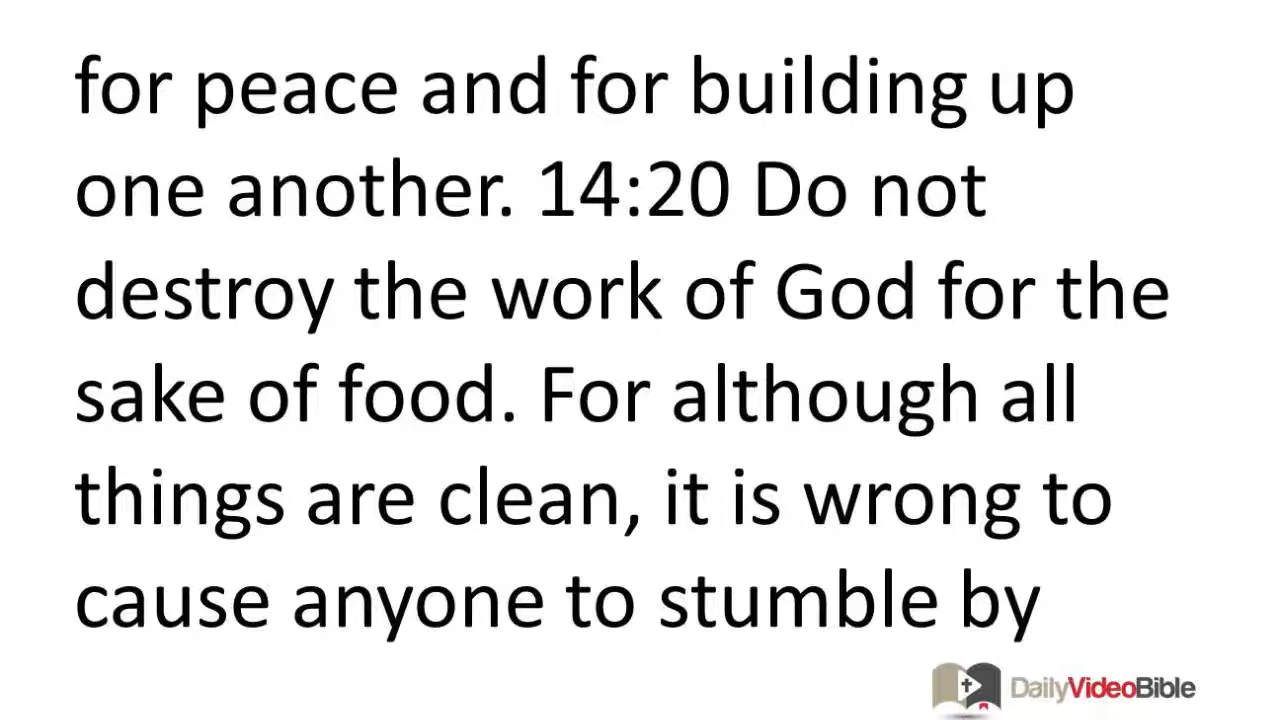 for peace and for building up
one another. 14:20 Do not
destroy the work of God for the
sake of food. For although all
things are clean, it is wrong to
cause anyone to stumble by
DailyVideoBible